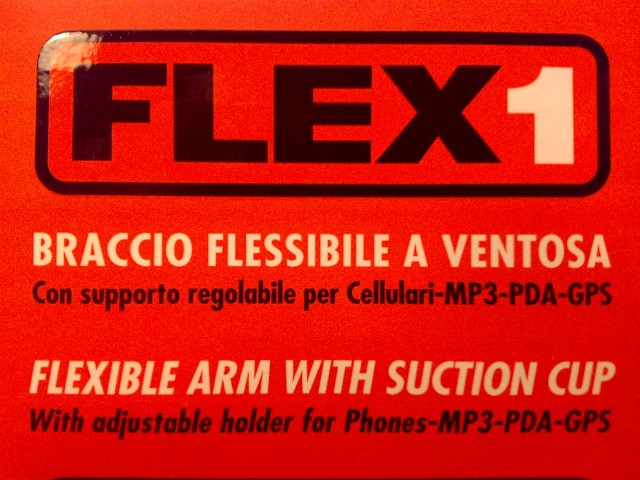 FLEX1
BRACCIO FLESSIBILE A VENTOSA
Con supporto regolabile per Cellulari-MP3-PDA-GPS
FLEXIBLE ARM WITH SUCTION CUP
With adjustable holder for Phones-MP3-PDA-GPS